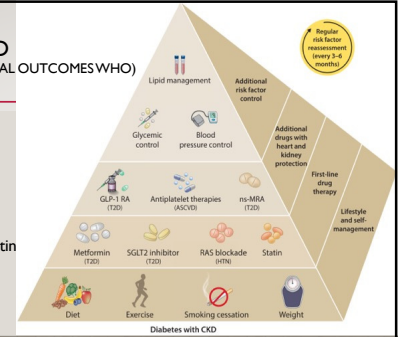 D
AL OUTCOMES WHO)
tin
Regular
risk factor
reassessment
(every 3–6
months)
Lipid management
Glycemic
control
Blood
pressure control
GLP-1 RA
(T2D)
Antiplatelet therapies
(ASCVD)
ns-MRA
(T2D)
Metformin
(T2D)
SGLT2 inhibitor
(T2D)
RAS blockade
(HTN)
Statin
Diet
Exercise
Smoking cessation
Weight
Additional
risk factor
control
Additional
drugs with
heart and
kidney
protection
First-line
drug
therapy
Lifestyle
and self-
management
Diabetes with CKD